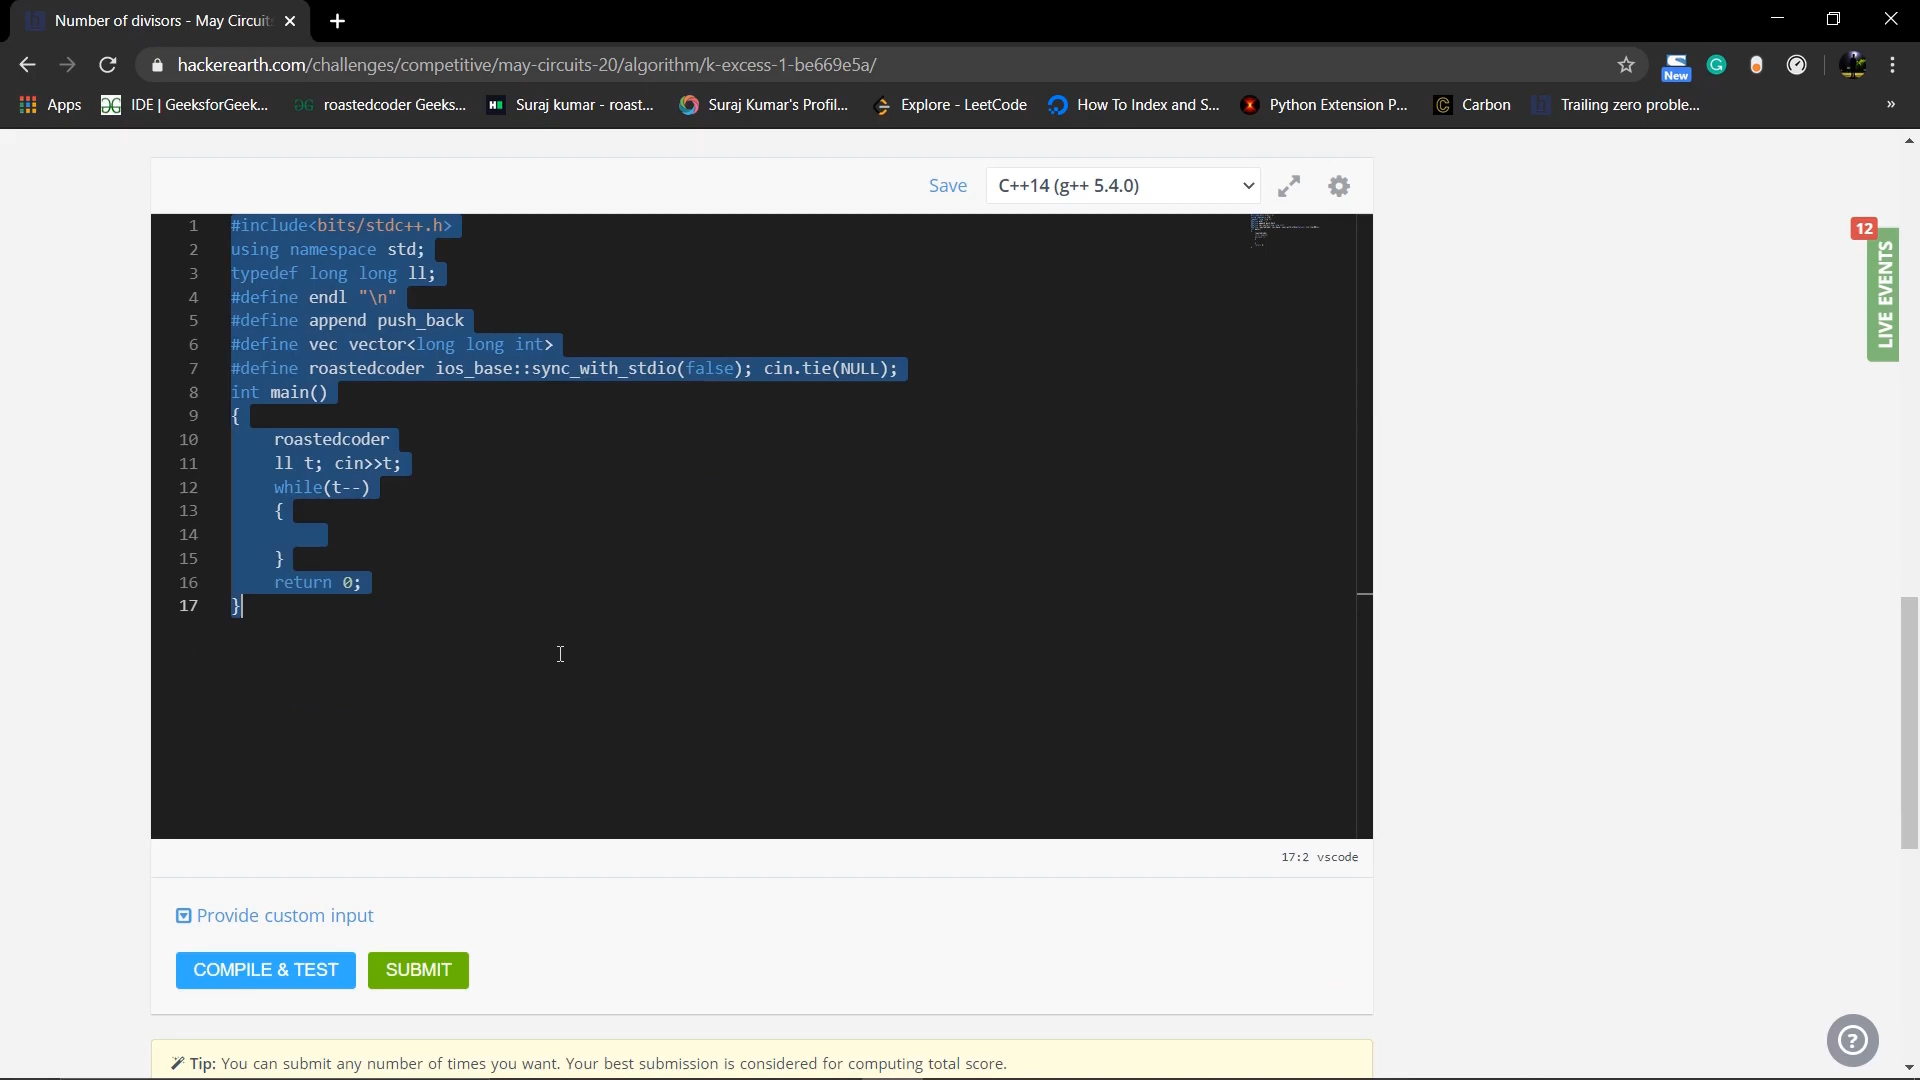 Number of divisors - May Circuit
hackerearth.com/challenges/competitive/may-circuits-20/algorithm/k-excess-1-be669e5a/
New
Apps IDE | GeeksforGeek... roastedcoder Geeks... Suraj kumar - roast... Suraj Kumar's Profil... Explore - LeetCode How To Index and S... Python Extension P... Carbon Trailing zero proble... »
Save C++14 (g++ 5.4.0)
1 #include<bits/stdc++.h>
2 using namespace std;
3 typedef long long ll;
4 #define endl "\n"
5 #define append push_back
6 #define vec vector<long long int>
7 #define roastedcoder ios_base::sync_with_stdio(false); cin.tie(NULL);
8 int main()
9 {
10 roastedcoder
11 ll t; cin>>t;
12 while(t--)
13 {
14
15 }
16 return 0;
17 }
12
LIVE EVENTS
17:2 vscode
Provide custom input
COMPILE & TEST SUBMIT
Tip: You can submit any number of times you want. Your best submission is considered for computing total score.